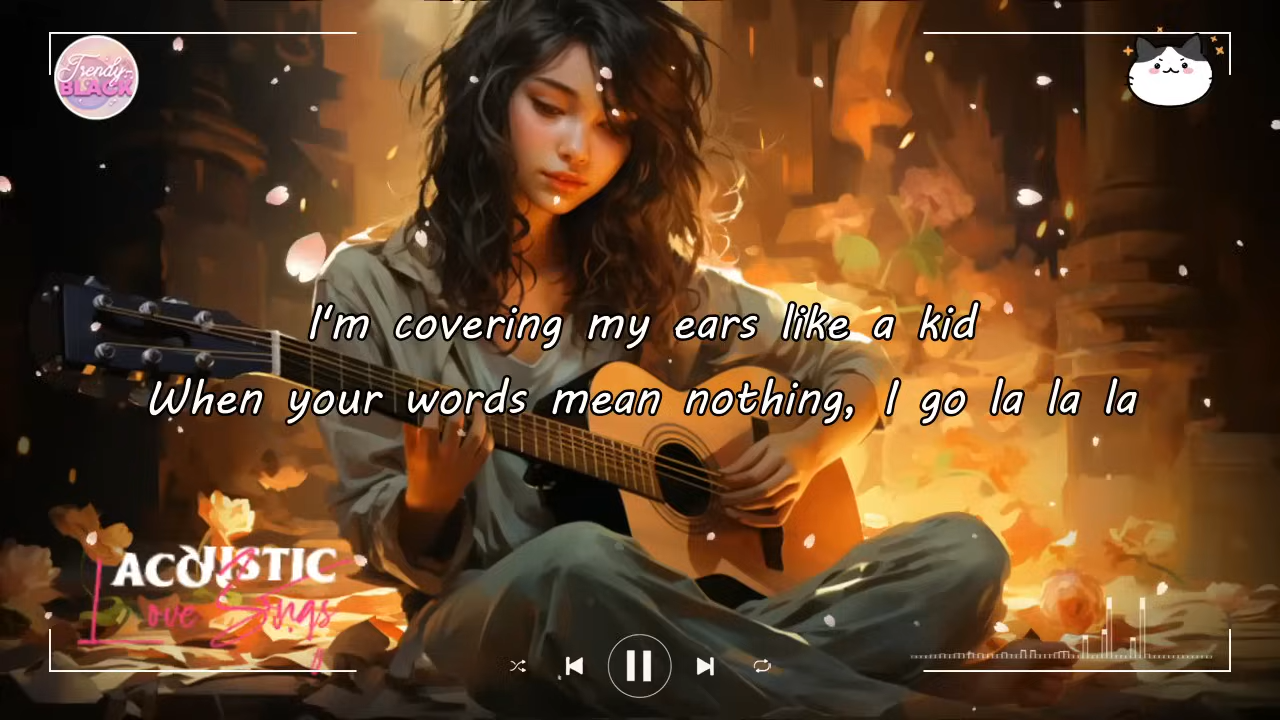 Trendy
BLACK
I'm covering my ears like a kid
When your words mean nothing, I go la la la
ACOUSTIC
Love Songs